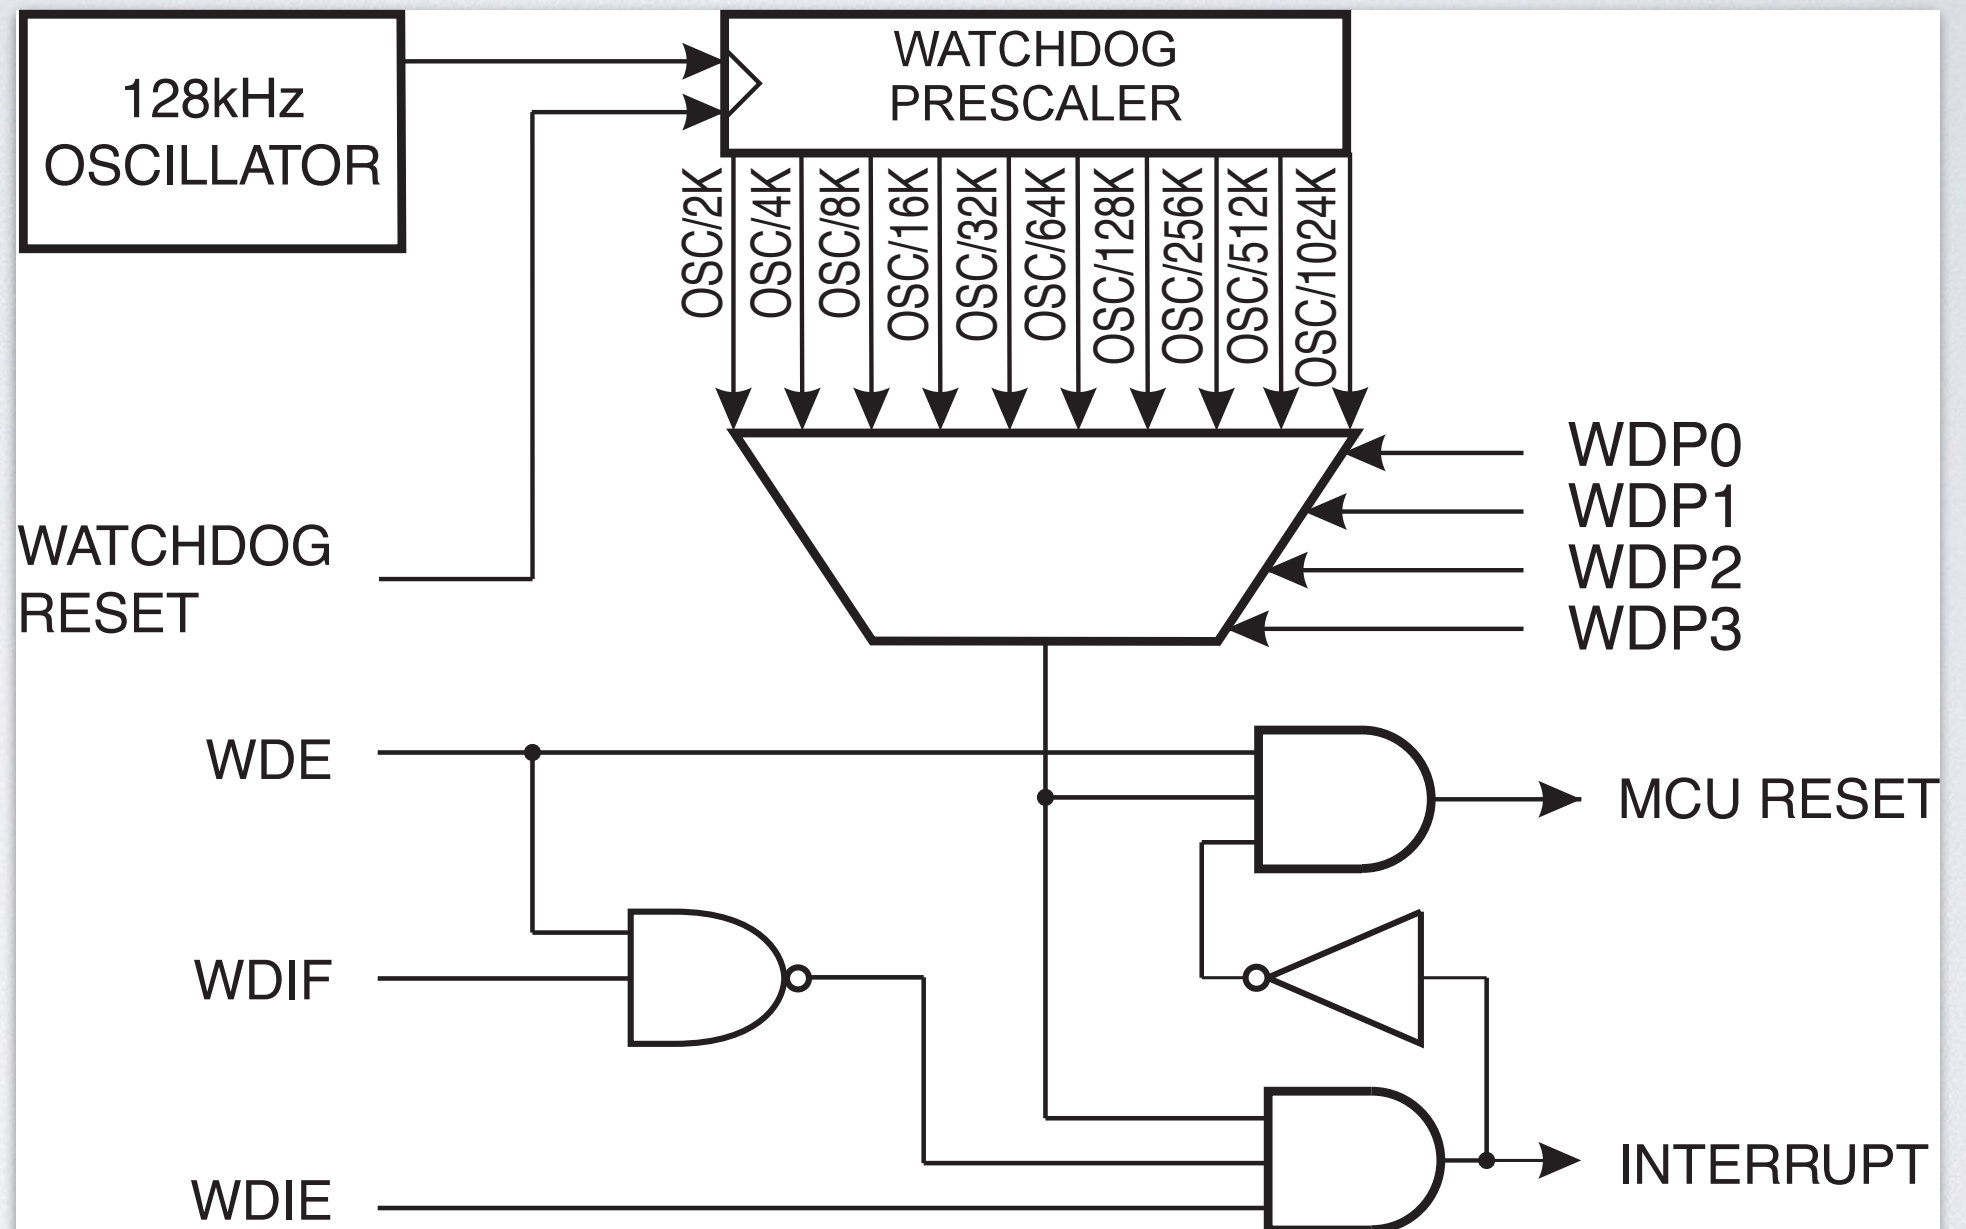 128kHz
OSCILLATOR
WATCHDOG
PRESCALER
OSC/2K
OSC/4K
OSC/8K
OSC/16K
OSC/32K
OSC/64K
OSC/128K
OSC/256K
OSC/512K
OSC/1024K
WDP0
WDP1
WDP2
WDP3
WATCHDOG
RESET
WDE
MCU RESET
WDIF
INTERRUPT
WDIE